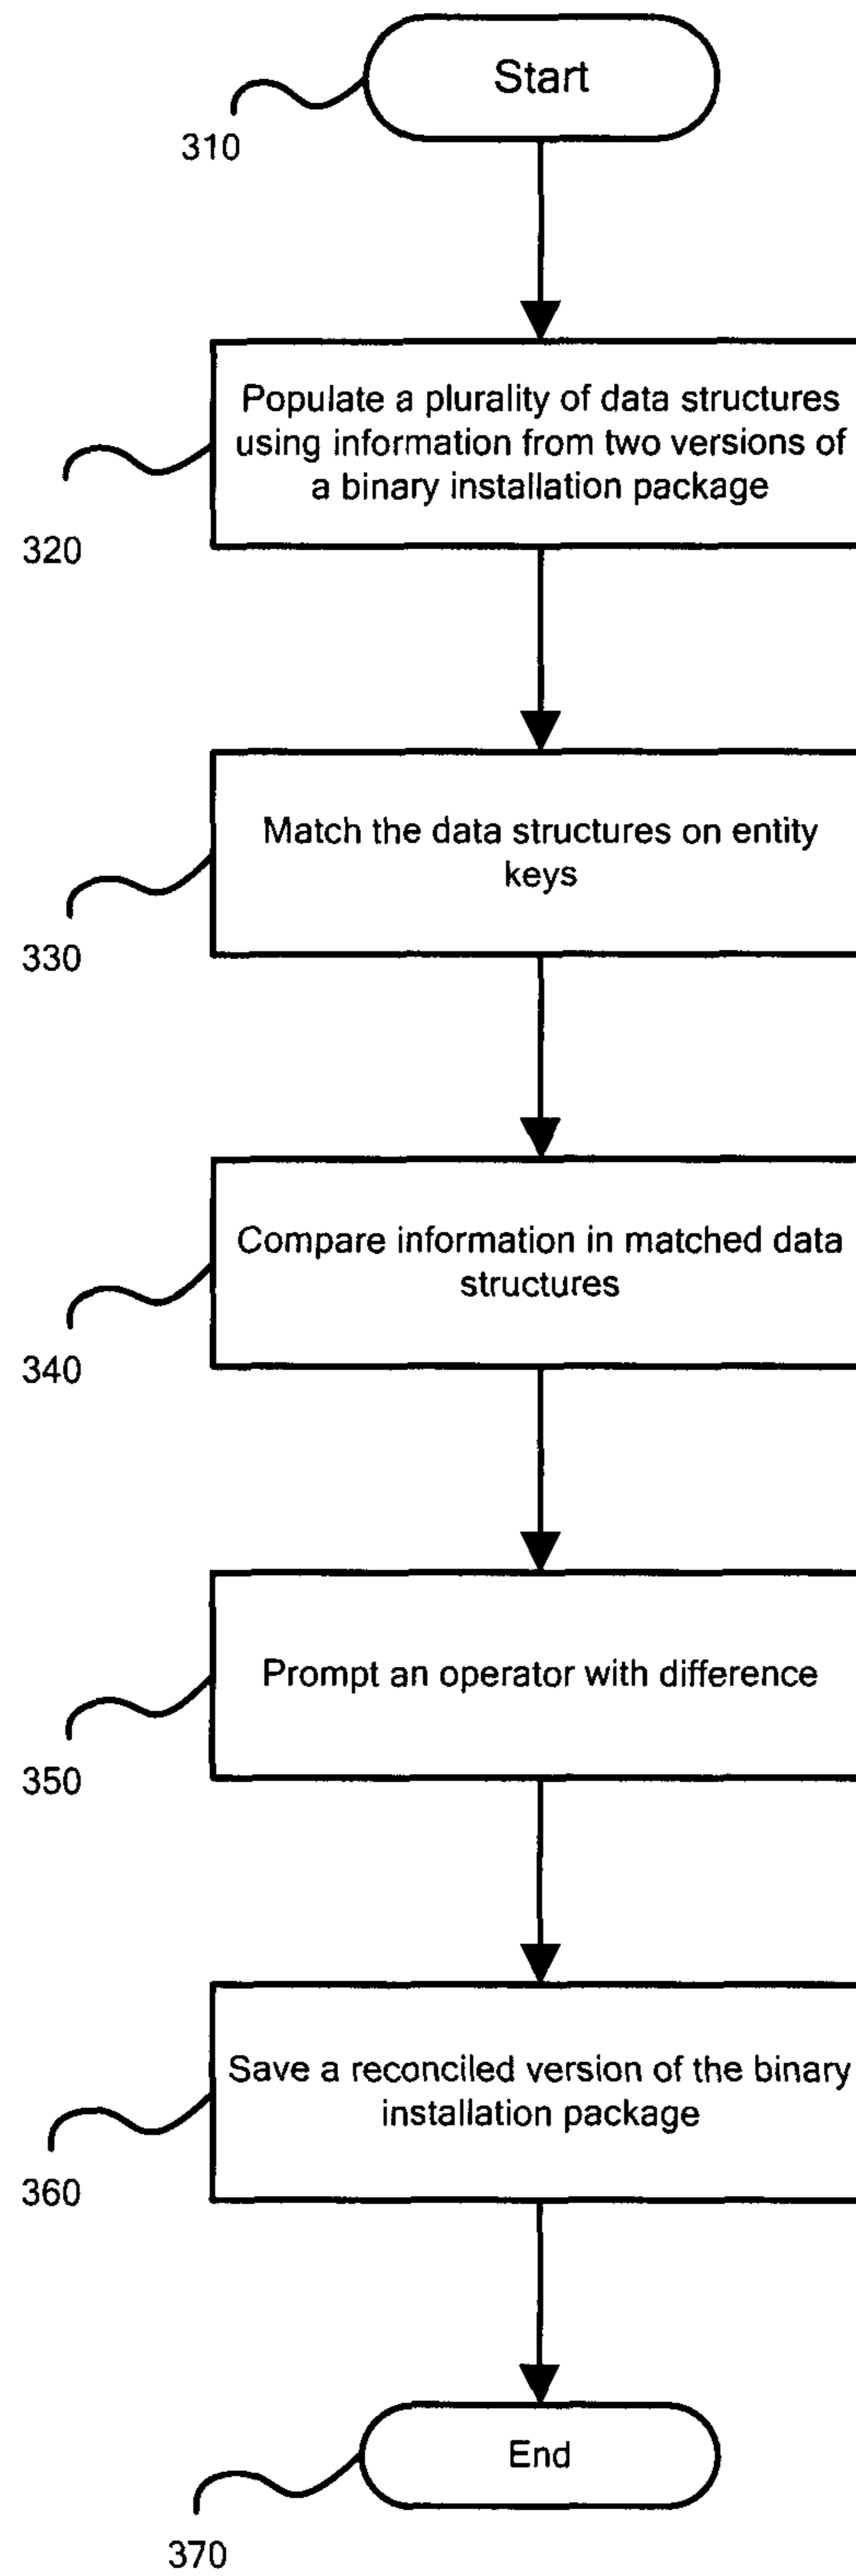 Start
310
Populate a plurality of data structures
using information from two versions of
a binary installation package
320
Match the data structures on entity
keys
330
Compare information in matched data
structures
340
Prompt an operator with difference
350
Save a reconciled version of the binary
installation package
360
End
370